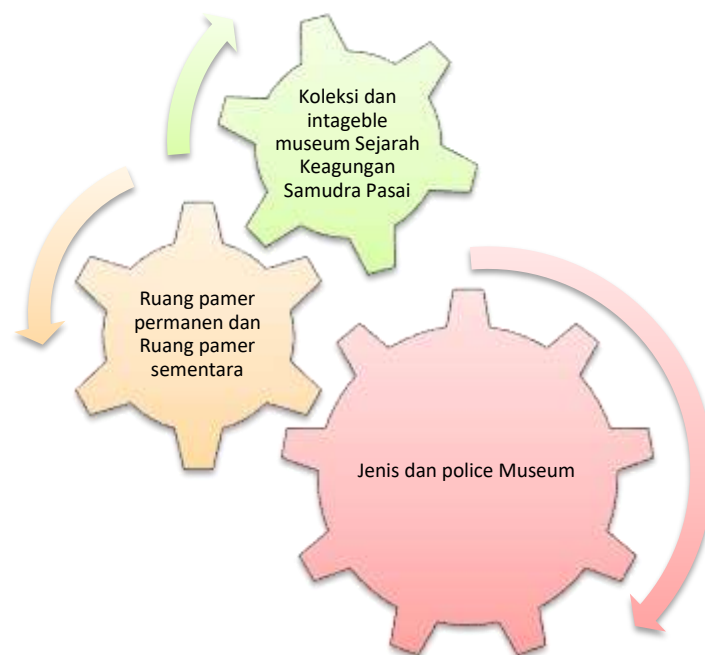 Koleksi dan
intageble
museum Sejarah
Keagungan
Samudra Pasai
Ruang pamer
permanen dan
Ruang pamer
sementara
Jenis dan police Museum